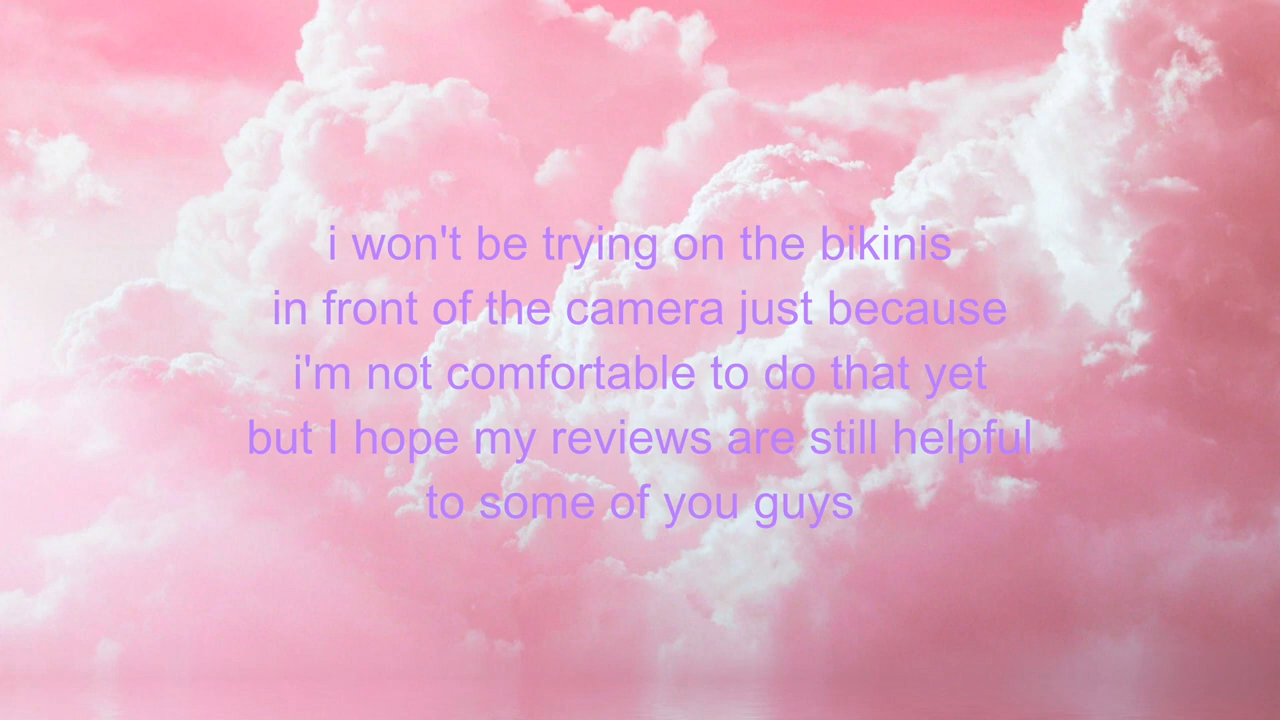 i won't be trying on the bikinis
in front of the camera just because
i'm not comfortable to do that yet
but I hope my reviews are still helpful
to some of you guys